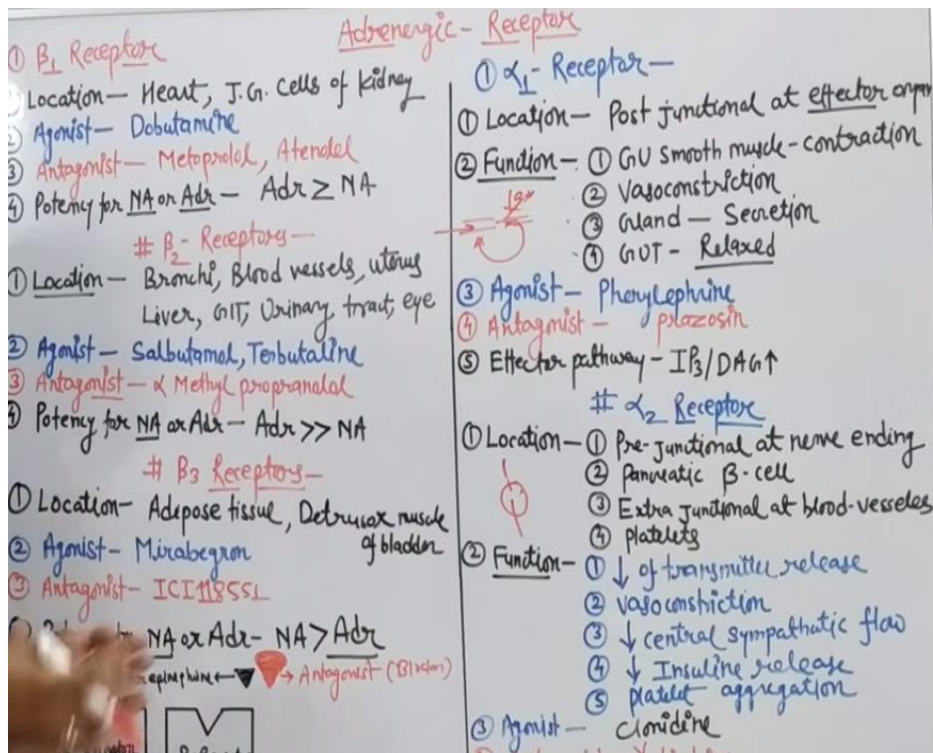 Adrenergic - Receptor
① β₁ Receptor
Location — Heart, J.G. Cells of kidney
② Agonist — Dobutamine
③ Antagonist — Metoprolol, Atenolol
④ Potency for NA or Adr — Adr ≥ NA
# β₂ - Receptors —
① Location — Bronchi, Blood vessels, uterus
Liver, GIT, Urinary tract, eye
② Agonist — Salbutamol, Terbutaline
③ Antagonist — α Methyl propranolol
④ Potency for NA or Adr — Adr >> NA
# β3 Receptors —
① Location — Adepose tissue, Detrusor muscle
of bladder
② Agonist — Mirabegron
③ Antagonist — ICI118551
NA or Adr — NA > Adr
→ Antagonist
① α₁ - Receptor —
① Location — Post junctional at effector
② Function — ① GU Smooth muscle - contraction
② Vasoconstriction
③ Gland — Secretion
④ GUT — Relaxed
③ Agonist — Phenylephrine
④ Antagonist — prazosin
⑤ Effector pathway — IP3/DAG↑
# α₂ Receptor
① Location — ① Pre-junctional at nerve ending
② Pancreatic β-cell
③ Extra junctional at blood-vesseles
④ Platelets
② Function — ① ↓ of transmitter release
② vasoconstriction
③ ↓ central sympathatic flow
④ ↓ Insuline release
⑤ platelet aggregation
③ Agonist — Clonidine